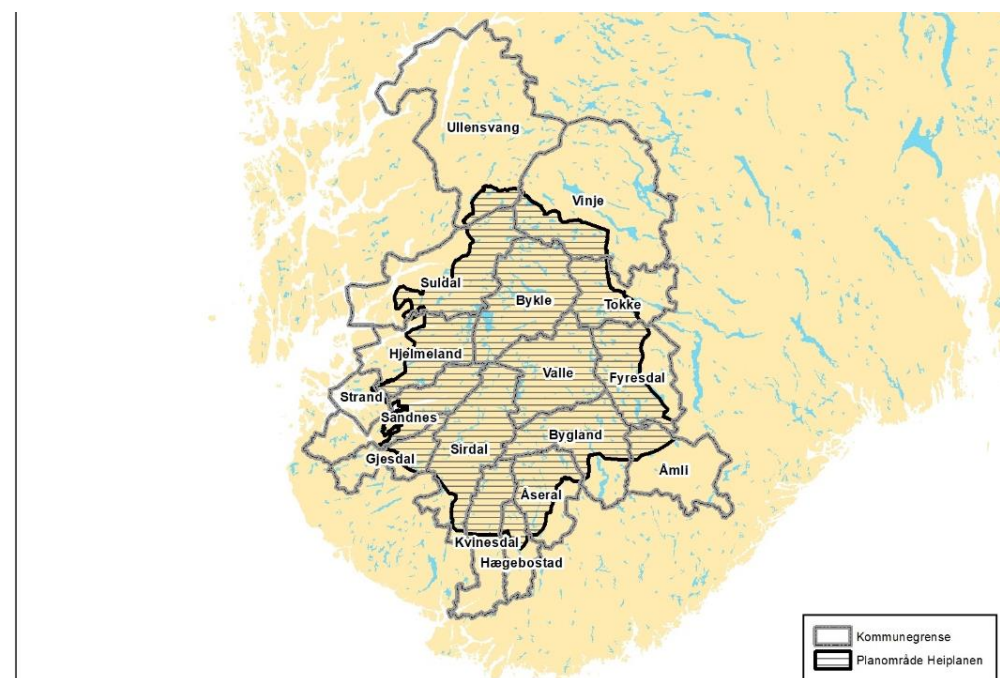 Ullensvang
Vinje
Suldal
Bykle
Tokke
Hjelmeland
Valle
Fyresdal
Strand
Sandnes
Bygland
Sirdal
Gjesdal
Åmli
Åseral
Kvinesdal
Hægebostad
Kommunegrense
Planområde Heiplanen